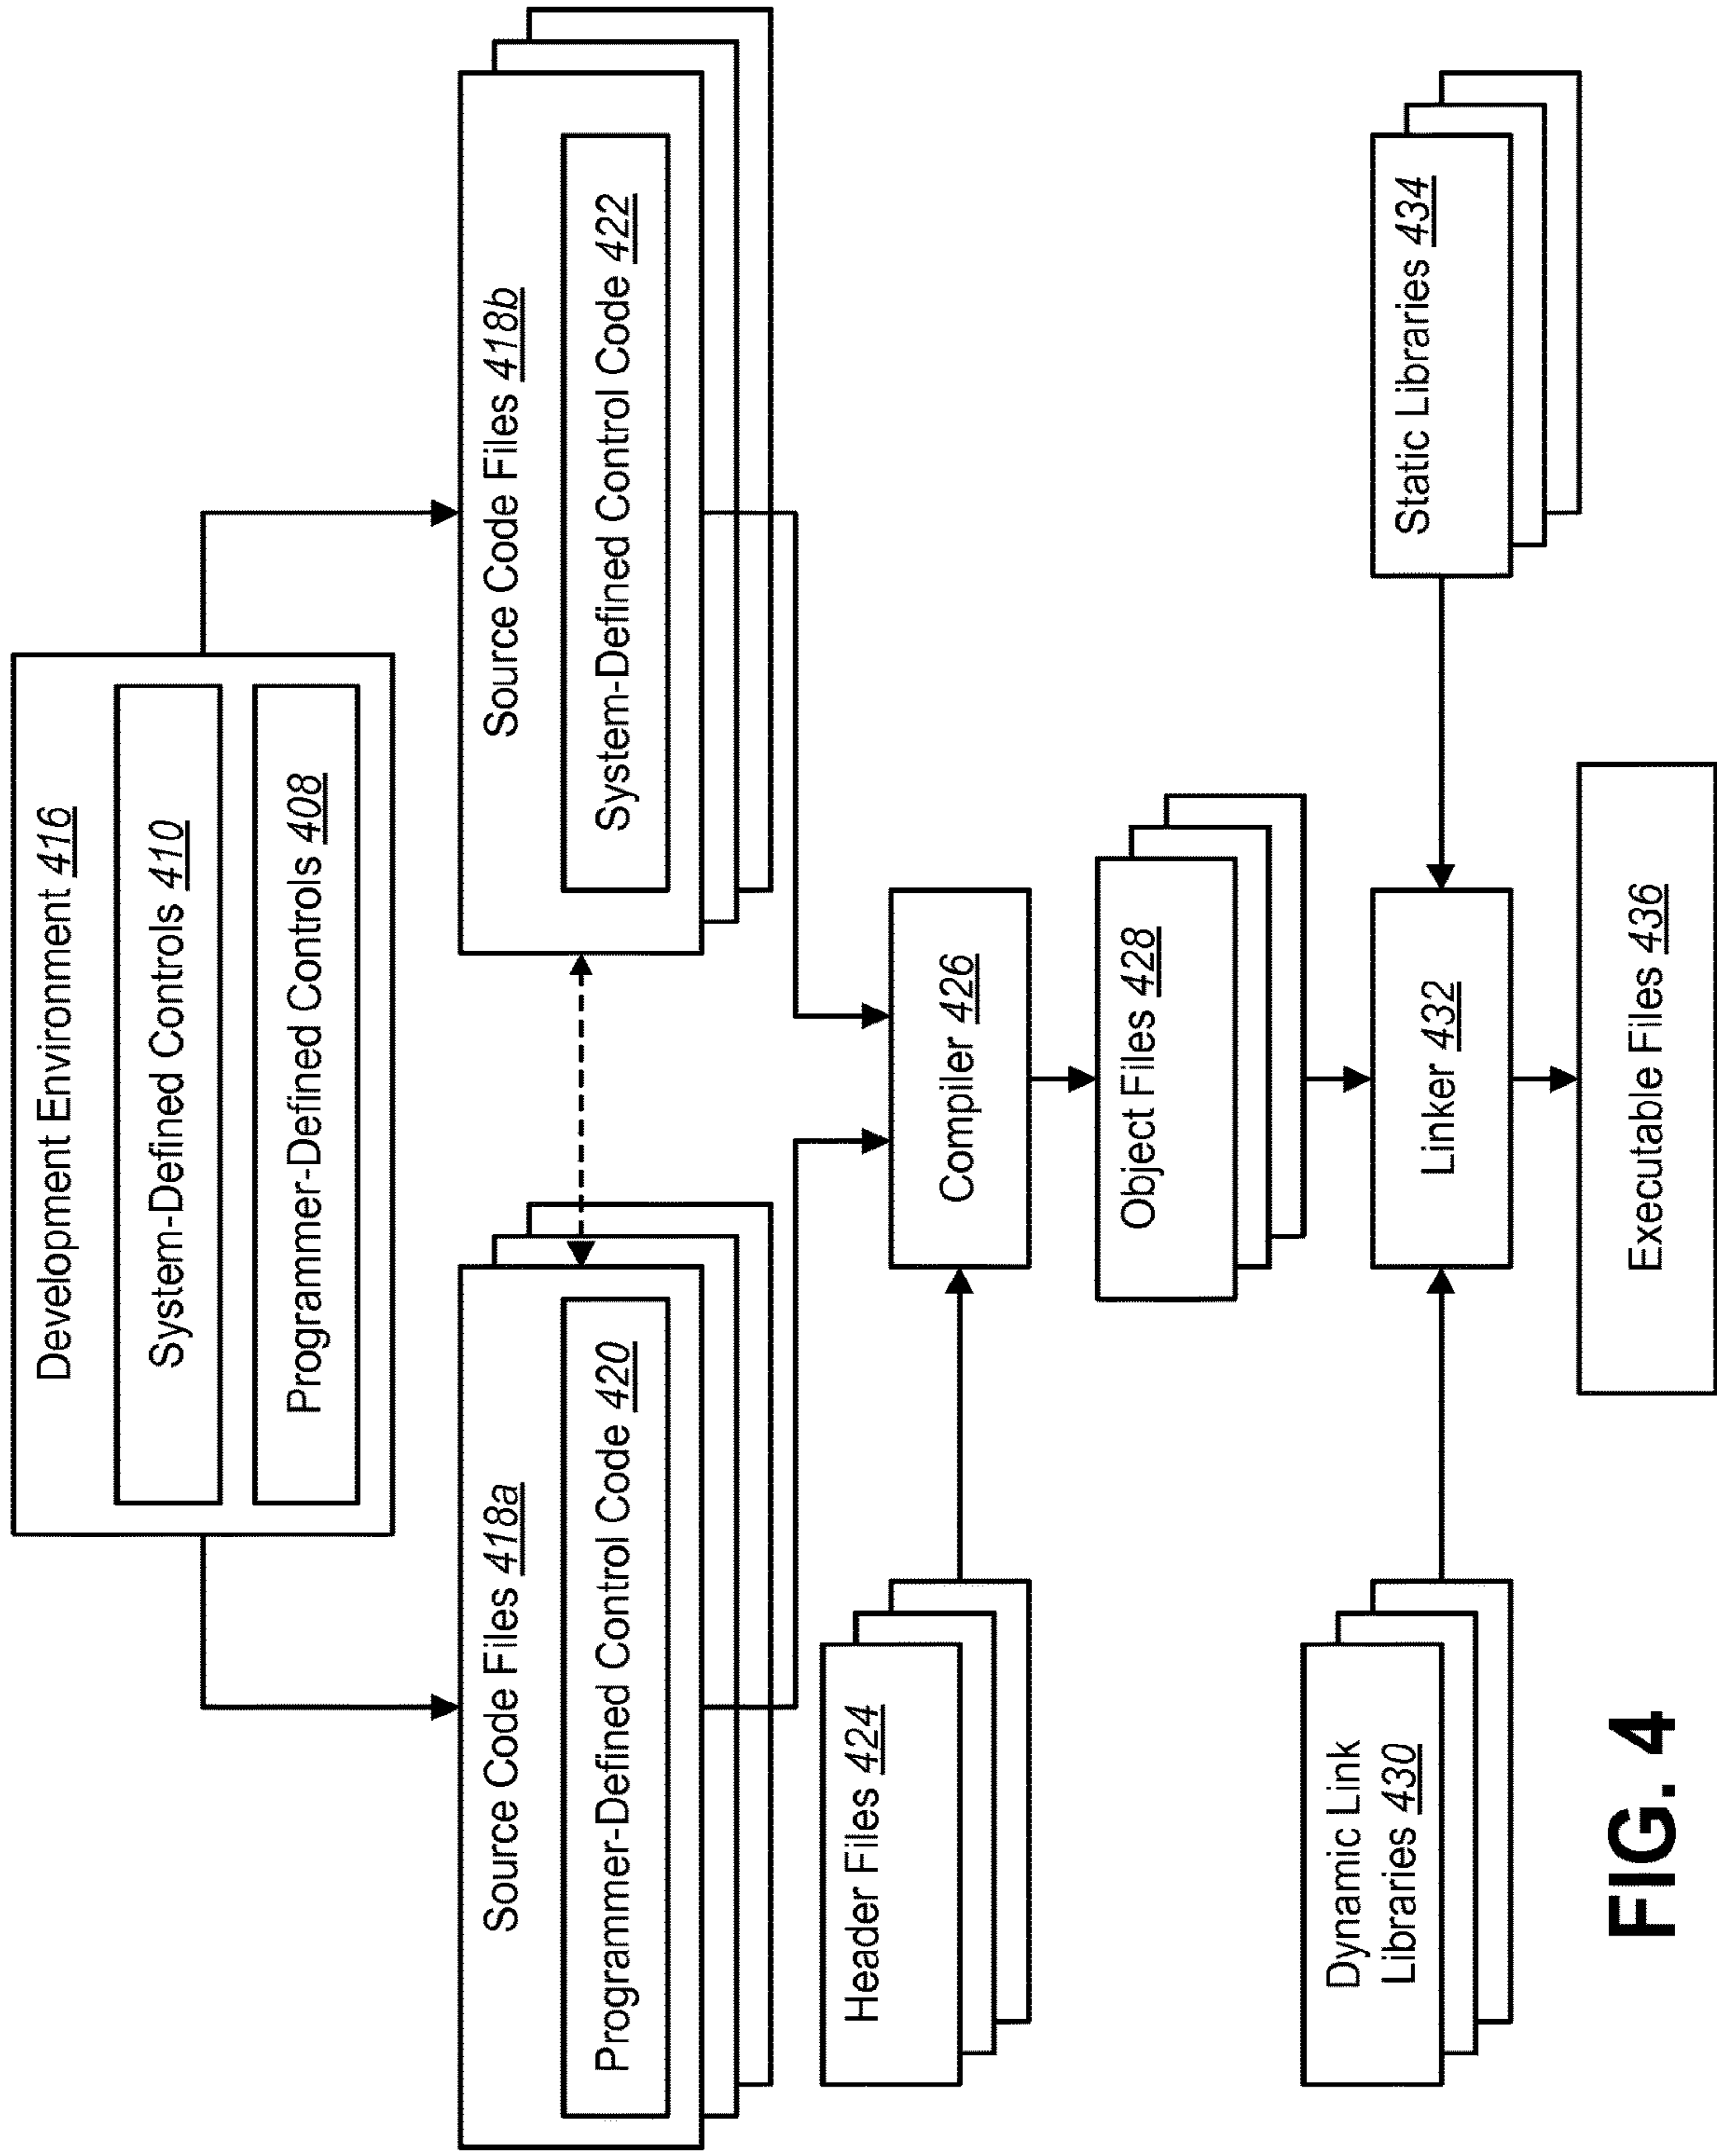 Development Environment 416
System-Defined Controls 410
Programmer-Defined Controls 408
Source Code Files 418a
Programmer-Defined Control Code 420
Source Code Files 418b
System-Defined Control Code 422
Header Files 424
Compiler 426
Object Files 428
Dynamic Link
Libraries 430
Linker 432
Static Libraries 434
Executable Files 436
FIG. 4